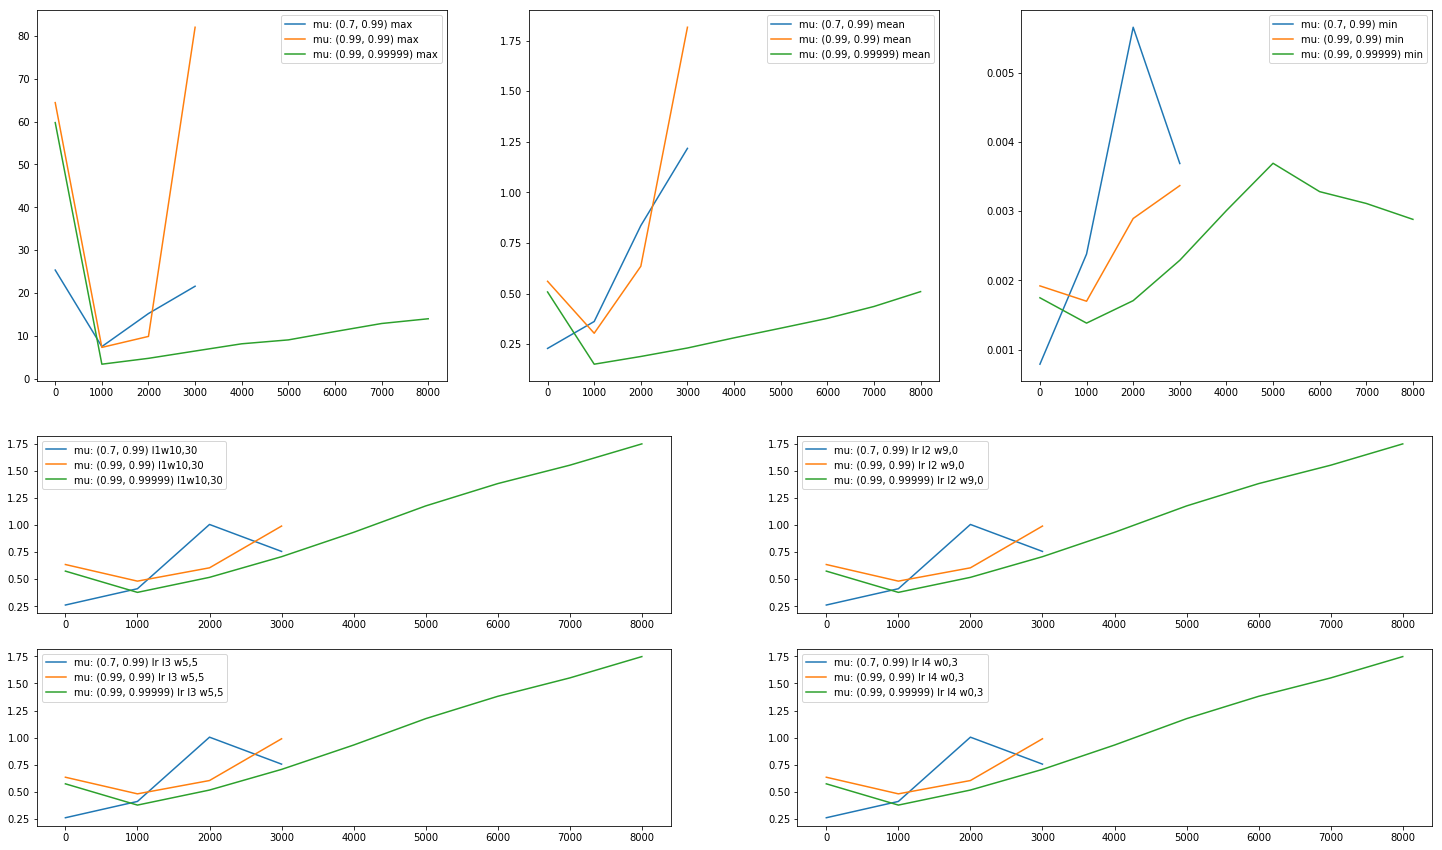 mu: (0.7, 0.99) max
mu: (0.99, 0.99) max
mu: (0.99, 0.99999) max
80
70
60
50
40
30
20
10
0
0 1000 2000 3000 4000 5000 6000 7000 8000
mu: (0.7, 0.99) mean
mu: (0.99, 0.99) mean
mu: (0.99, 0.99999) mean
1.75
1.50
1.25
1.00
0.75
0.50
0.25
0 1000 2000 3000 4000 5000 6000 7000 8000
mu: (0.7, 0.99) min
mu: (0.99, 0.99) min
mu: (0.99, 0.99999) min
0.005
0.004
0.003
0.002
0.001
0 1000 2000 3000 4000 5000 6000 7000 8000
mu: (0.7, 0.99) l1w10,30
mu: (0.99, 0.99) l1w10,30
mu: (0.99, 0.99999) l1w10,30
1.75
1.50
1.25
1.00
0.75
0.50
0.25
0 1000 2000 3000 4000 5000 6000 7000 8000
mu: (0.7, 0.99) lr l2 w9,0
mu: (0.99, 0.99) lr l2 w9,0
mu: (0.99, 0.99999) lr l2 w9,0
1.75
1.50
1.25
1.00
0.75
0.50
0.25
0 1000 2000 3000 4000 5000 6000 7000 8000
mu: (0.7, 0.99) lr l3 w5,5
mu: (0.99, 0.99) lr l3 w5,5
mu: (0.99, 0.99999) lr l3 w5,5
1.75
1.50
1.25
1.00
0.75
0.50
0.25
0 1000 2000 3000 4000 5000 6000 7000 8000
mu: (0.7, 0.99) lr l4 w0,3
mu: (0.99, 0.99) lr l4 w0,3
mu: (0.99, 0.99999) lr l4 w0,3
1.75
1.50
1.25
1.00
0.75
0.50
0.25
0 1000 2000 3000 4000 5000 6000 7000 8000